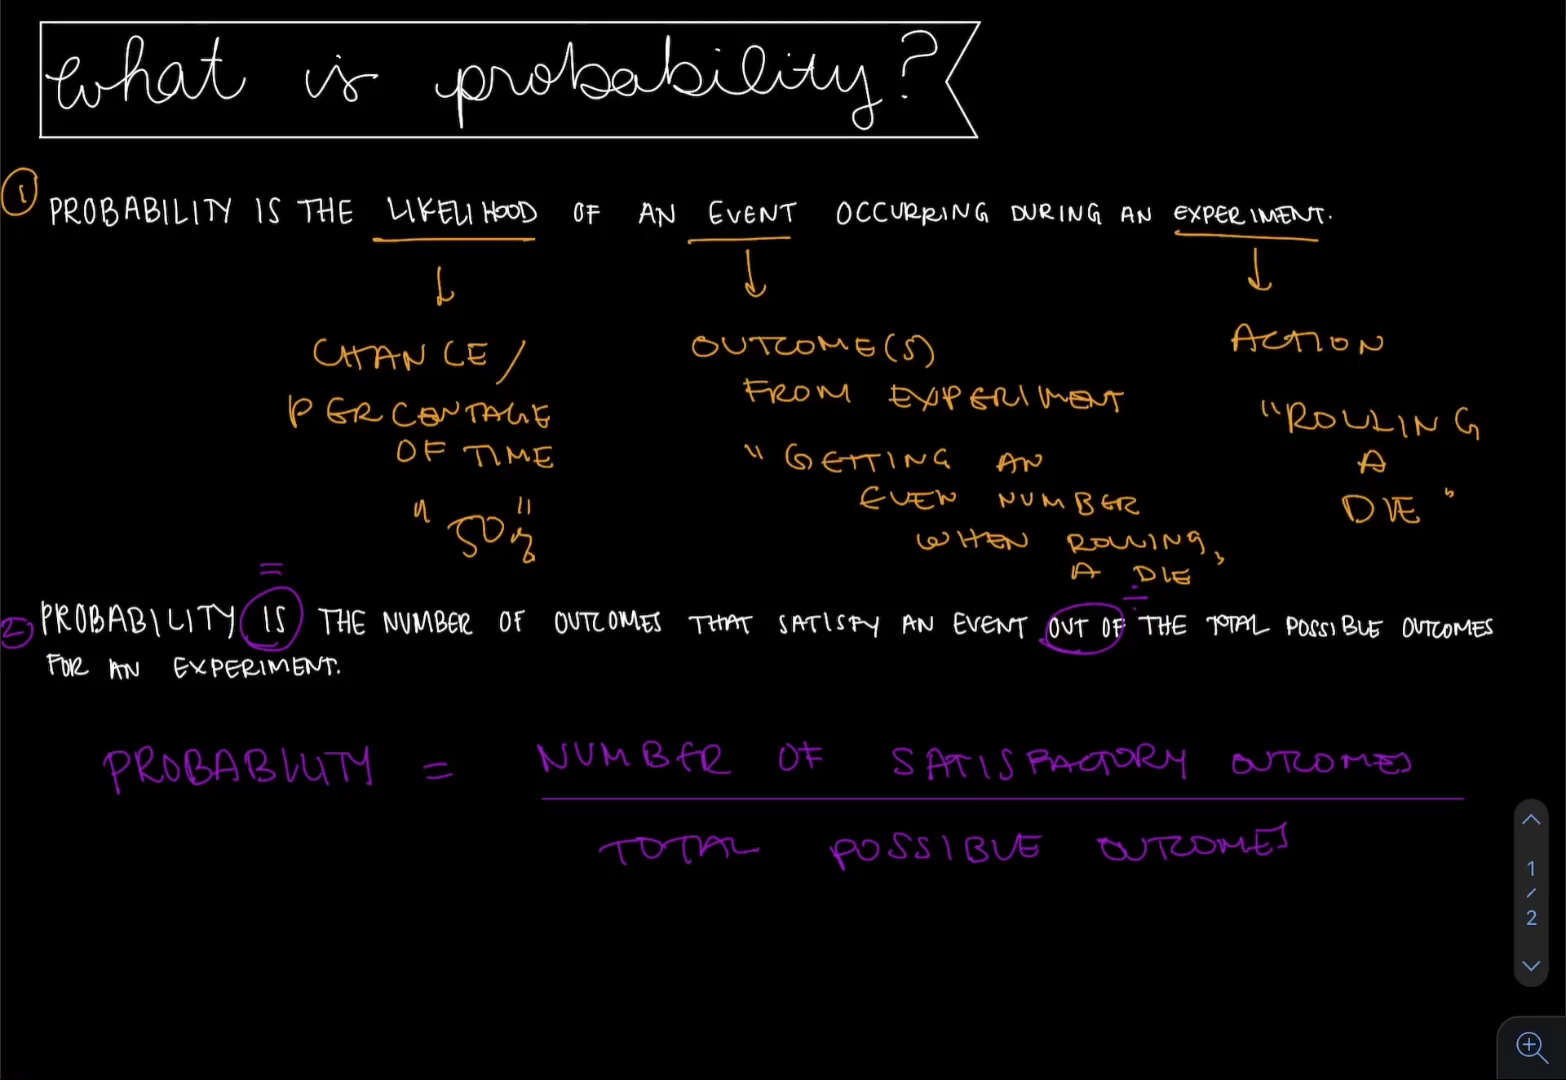 What is probability?
1 PROBABILITY IS THE LIKELIHOOD OF AN EVENT OCCURRING DURING AN EXPERIMENT.
CHANCE/
PERCENTAGE
OF TIME
"50%"
OUTCOME(S)
FROM EXPERIMENT
"GETTING AN
EVEN NUMBER
WHEN ROLLING
A DIE"
ACTION
"ROLLING
A
DIE"
=
÷
2 PROBABILITY IS THE NUMBER OF OUTCOMES THAT SATISFY AN EVENT OUT OF THE TOTAL POSSIBLE OUTCOMES
FOR AN EXPERIMENT.
PROBABILITY = NUMBER OF SATISFACTORY OUTCOMES
TOTAL POSSIBLE OUTCOMES
1
/
2